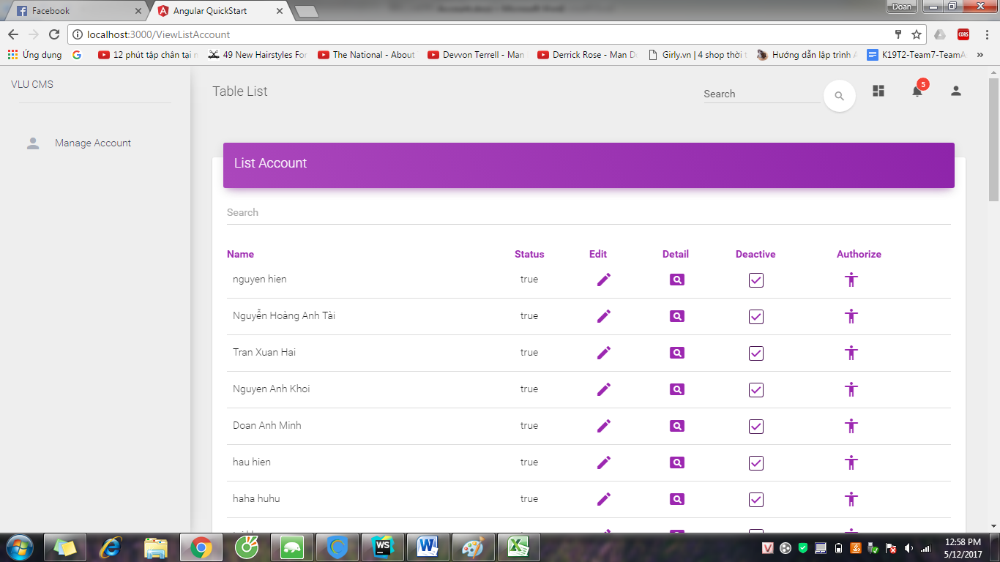 Facebook
Angular QuickStart
Doan
localhost:3000/ViewListAccount
CORS
Ứng dụng
12 phút tập chân tại n
49 New Hairstyles For
The National - About
Devvon Terrell - Man
Derrick Rose - Man Do
Girly.vn | 4 shop thời t
Hướng dẫn lập trình A
K19T2-Team7-TeamA
VLU CMS
Manage Account
Table List
Search
5
List Account
Search
Name Status Edit Detail Deactive Authorize
nguyen hien true
Nguyễn Hoàng Anh Tài true
Tran Xuan Hai true
Nguyen Anh Khoi true
Doan Anh Minh true
hau hien true
haha huhu true
12:58 PM
5/12/2017